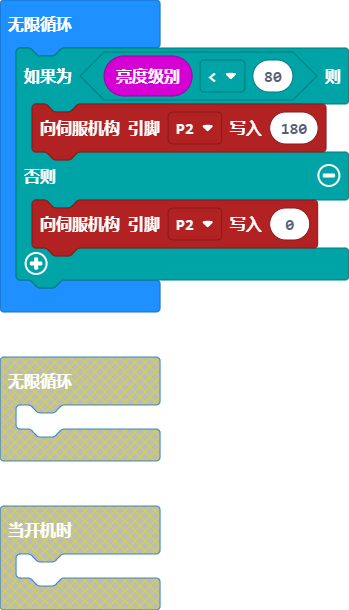 无限循环
如果为 亮度级别 < 80 则
向伺服机构 引脚 P2 写入 180
否则
向伺服机构 引脚 P2 写入 0
无限循环
当开机时